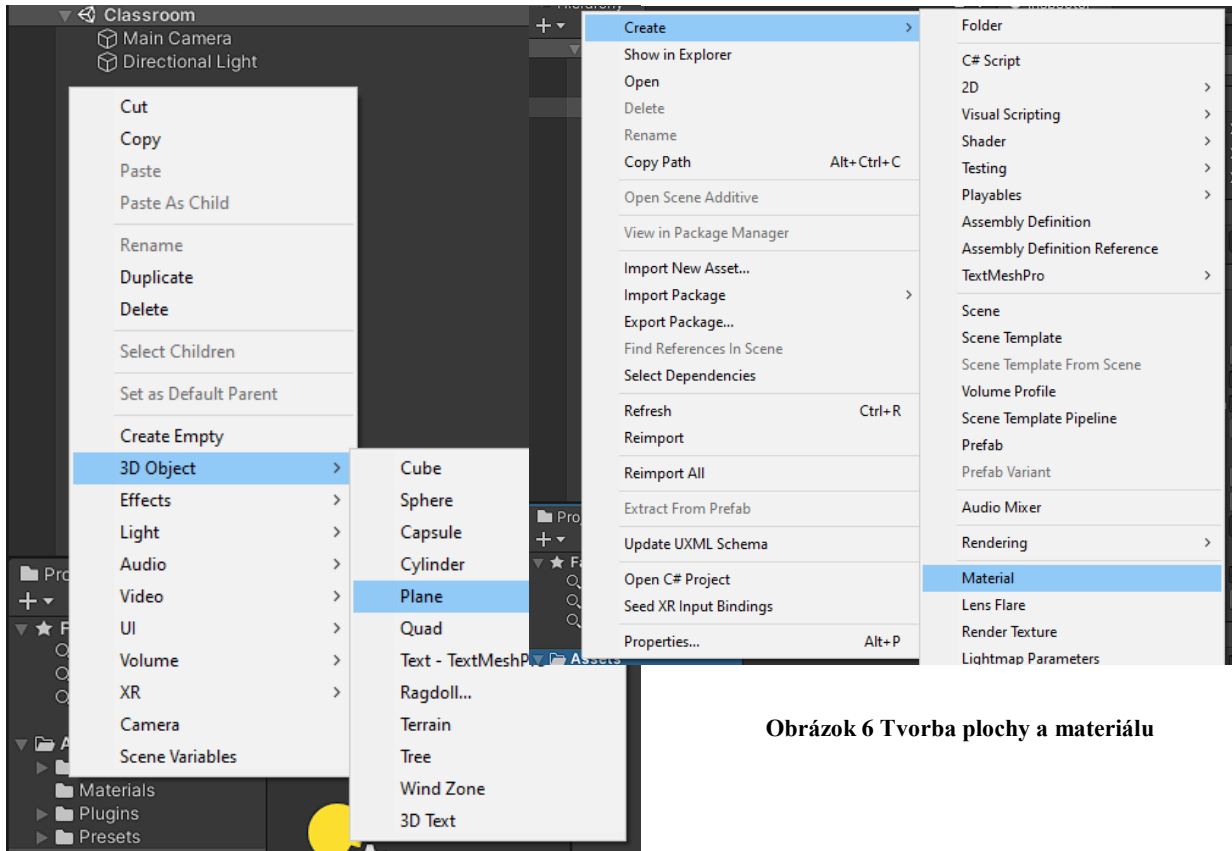 Classroom
Main Camera
Directional Light
Cut
Copy
Paste
Paste As Child
Rename
Duplicate
Delete
Select Children
Set as Default Parent
Create Empty
3D Object
Effects
Light
Audio
Video
UI
Volume
XR
Camera
Scene Variables
Cube
Sphere
Capsule
Cylinder
Plane
Quad
Text - TextMeshP
Ragdoll...
Terrain
Tree
Wind Zone
3D Text
Materials
Plugins
Presets
Create
Show in Explorer
Open
Delete
Rename
Copy Path Alt+Ctrl+C
Open Scene Additive
View in Package Manager
Import New Asset...
Import Package
Export Package...
Find References In Scene
Select Dependencies
Refresh Ctrl+R
Reimport
Reimport All
Extract From Prefab
Update UXML Schema
Open C# Project
Seed XR Input Bindings
Properties... Alt+P
Assets
Folder
C# Script
2D
Visual Scripting
Shader
Testing
Playables
Assembly Definition
Assembly Definition Reference
TextMeshPro
Scene
Scene Template
Scene Template From Scene
Volume Profile
Scene Template Pipeline
Prefab
Prefab Variant
Audio Mixer
Rendering
Material
Lens Flare
Render Texture
Lightmap Parameters
Obrázok 6 Tvorba plochy a materiálu